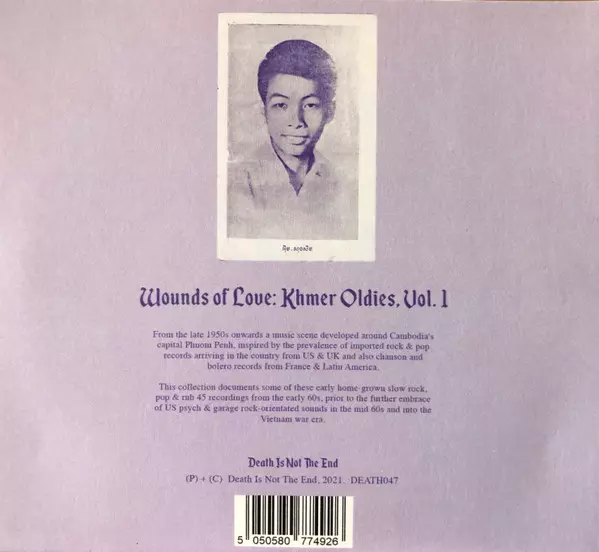 Wounds of Love: Khmer Oldies, Vol. 1
From the late 1950s onwards a music scene developed around Cambodia's
capital Phnom Penh, inspired by the prevalence of imported rock & pop
records arriving in the country from US & UK and also chanson and
bolero records from France & Latin America.
This collection documents some of these early home-grown slow rock,
pop & rnb 45 recordings from the early 60s, prior to the further embrace
of US psych & garage rock-orientated sounds in the mid 60s and into the
Vietnam war era.
Death Is Not The End
(P) + (C) Death Is Not The End, 2021. DEATH047
5 050580 774926